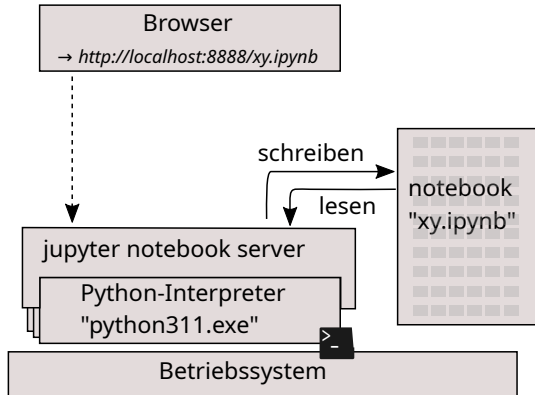 Browser
→ http://localhost:8888/xy.ipynb
schreiben
lesen
notebook
"xy.ipynb"
jupyter notebook server
Python-Interpreter
"python311.exe"
>_
Betriebssystem